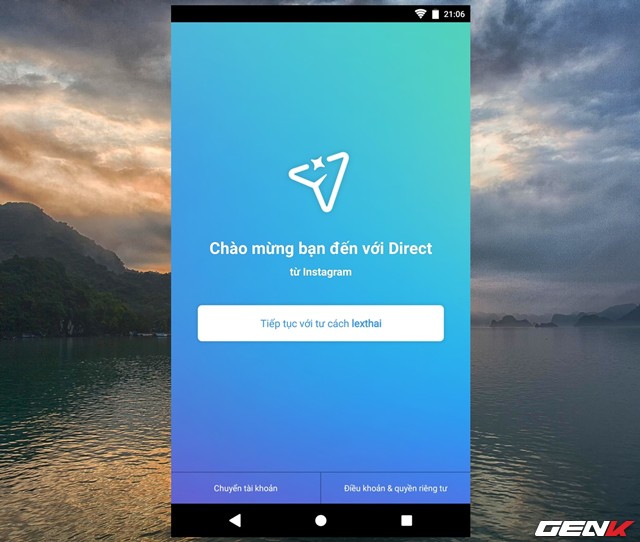 21:06
Chào mừng bạn đến với Direct
từ Instagram
Tiếp tục với tư cách lexthai
Chuyển tài khoản
Điều khoản & quyền riêng tư
GENK